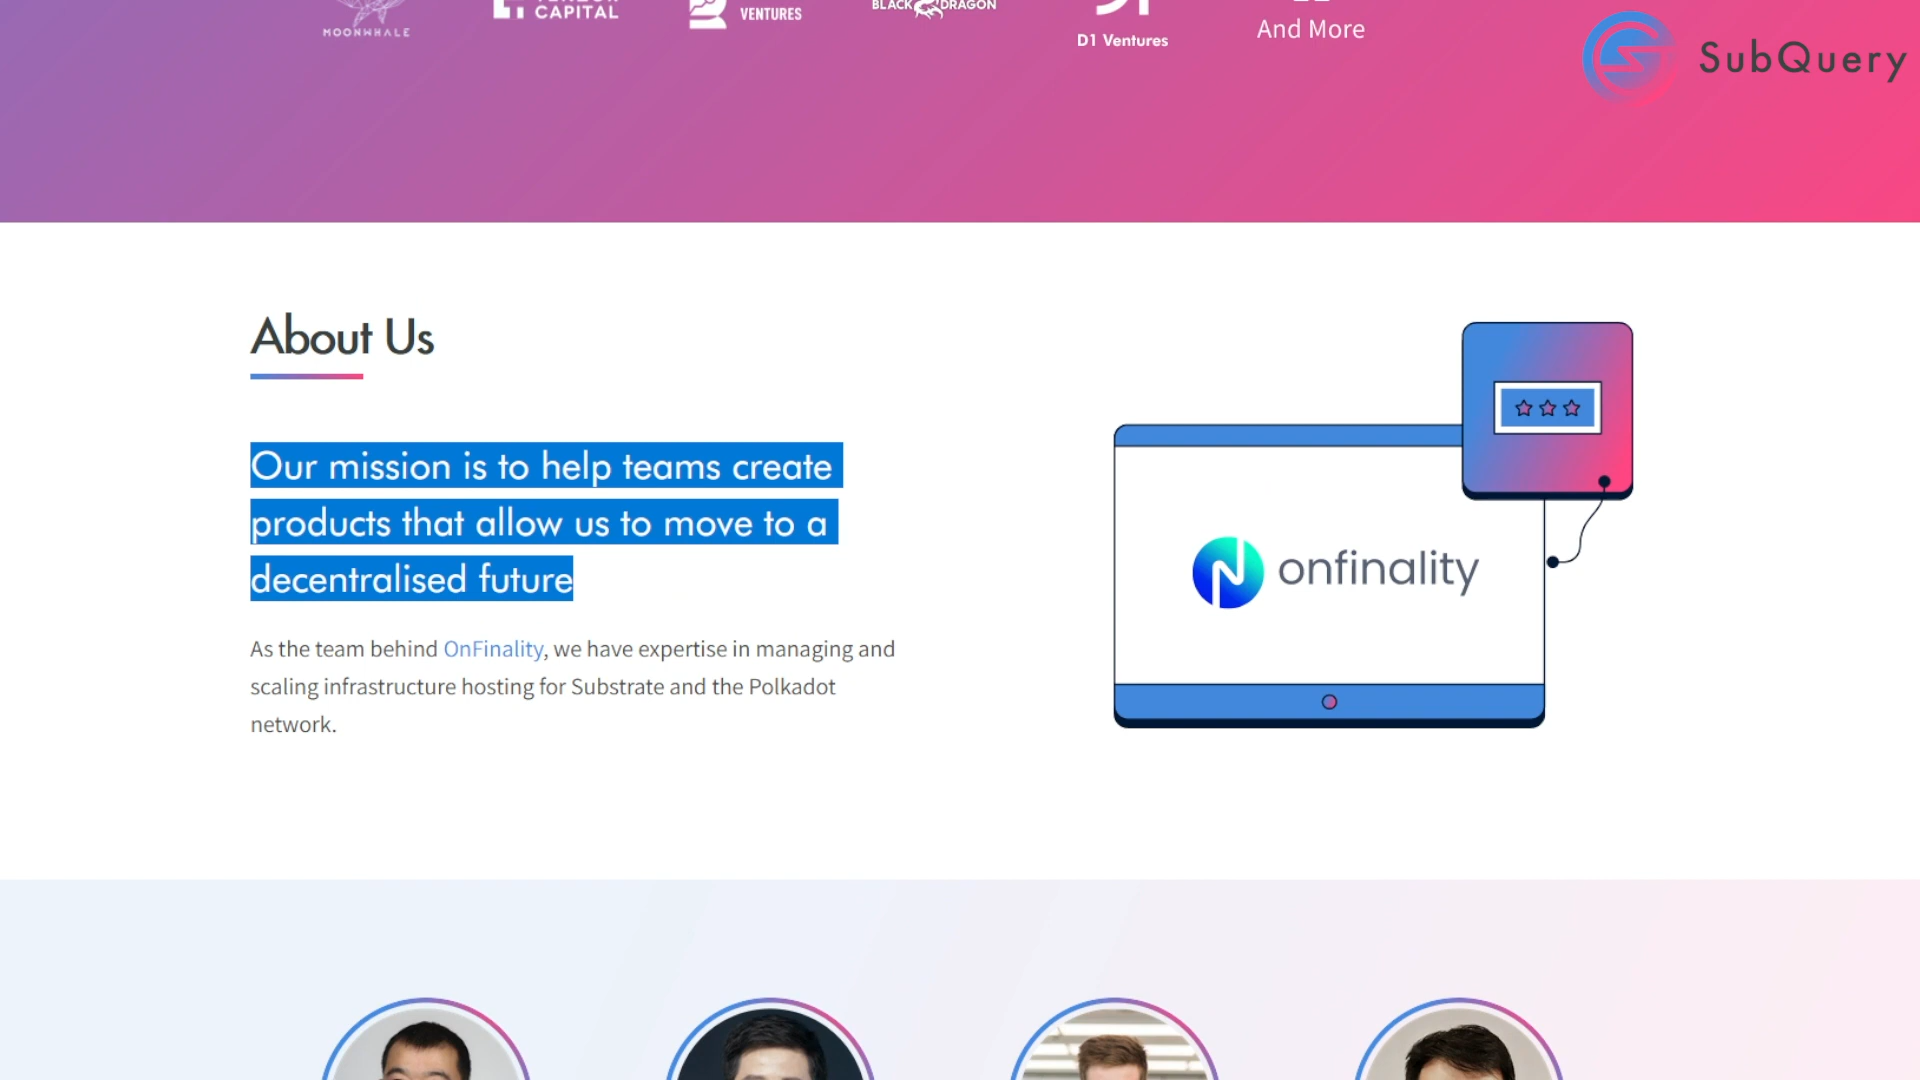 MOONWHALE
CAPITAL
VENTURES
BLACK DRAGON
D1 Ventures
And More
SubQuery
About Us
Our mission is to help teams create
products that allow us to move to a
decentralised future
As the team behind OnFinality, we have expertise in managing and
scaling infrastructure hosting for Substrate and the Polkadot
network.
onfinality